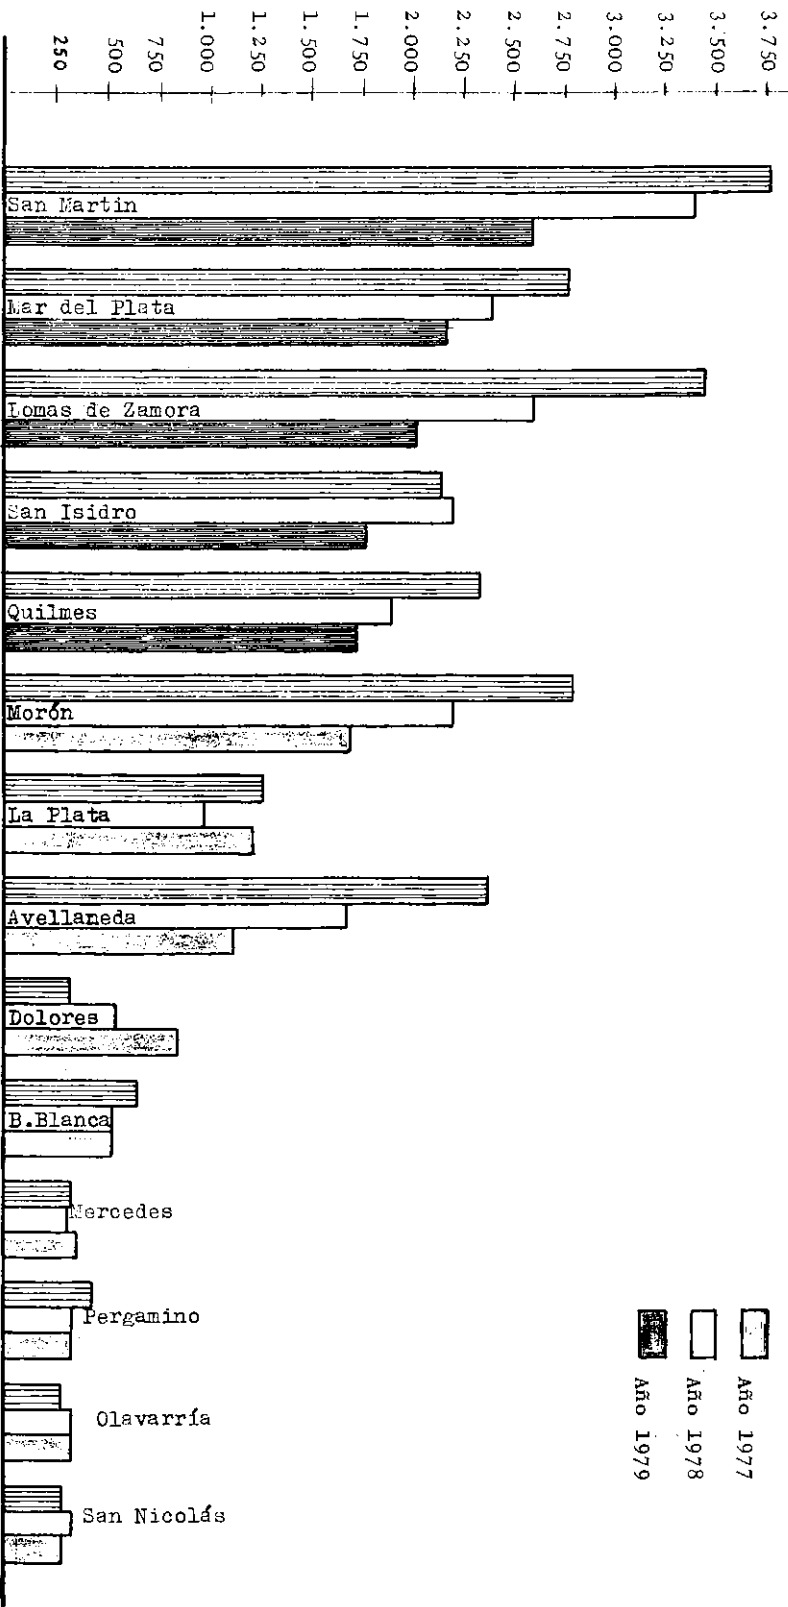 250
500
750
1.000
1.250
1.500
1.750
2.000
2.250
2.500
2.750
3.000
3.250
3.500
3.750
San Martin
Mar del Plata
Lomas de Zamora
San Isidro
Quilmes
Morón
La Plata
Avellaneda
Dolores
B.Blanca
Mercedes
Pergamino
Olavarría
San Nicolás
Año 1977
Año 1978
Año 1979